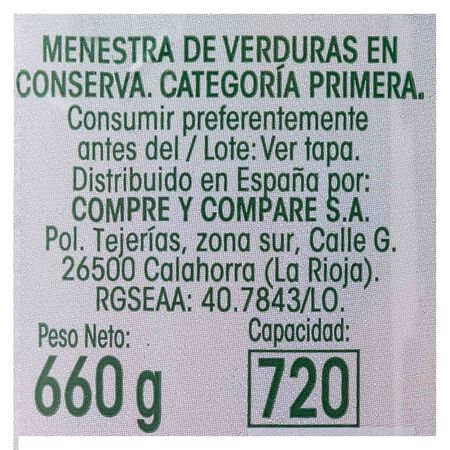 MENESTRA DE VERDURAS EN
CONSERVA. CATEGORÍA PRIMERA.
Consumir preferentemente
antes del / Lote: Ver tapa.
Distribuido en España por:
COMPRE Y COMPARE S.A.
Pol. Tejerías, zona sur, Calle G.
26500 Calahorra (La Rioja).
RGSEAA: 40.7843/LO.
Peso Neto: Capacidad:
660 g 720